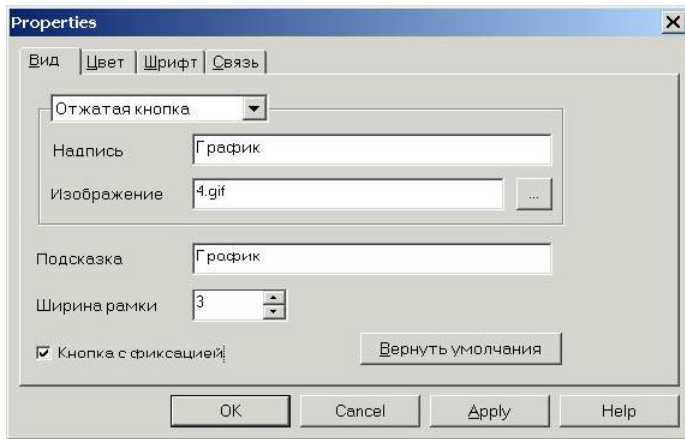 Properties
Вид Цвет Шрифт Связь
Отжатая кнопка
Надпись График
Изображение 4.gif ...
Подсказка График
Ширина рамки 3
Кнопка с фиксацией Вернуть умолчания
OK Cancel Apply Help